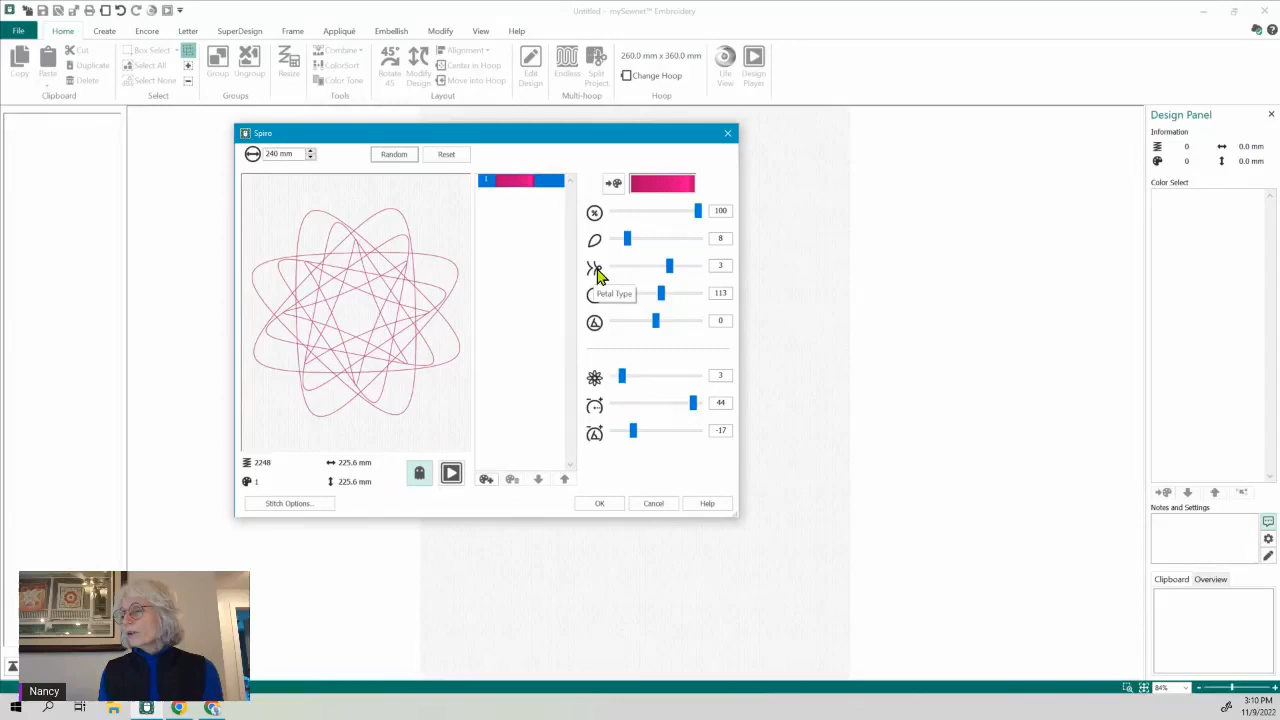 Untitled - mySewnet™ Embroidery
File Home Create Encore Letter SuperDesign Frame Appliqué Embellish Modify View Help
Cut Box Select Combine Alignment 260.0 mm x 360.0 mm
Duplicate Select All ColorSort Center in Hoop Change Hoop
Copy Paste Delete Select None Group Ungroup Resize Color Tone Rotate 45 Modify Design Move into Hoop Edit Design Endless Split Project Life View Design Player
Clipboard Select Groups Tools Layout Multi-hoop Hoop
Spiro
240 mm Random Reset
1
100
8
3
Petal Type
113
0
3
44
-17
2248 225.6 mm
1 225.6 mm
Stitch Options... OK Cancel Help
Design Panel
Information
0 0.0 mm
0 0.0 mm
Color Select
Notes and Settings
Clipboard Overview
84%
Nancy
3:10 PM
11/9/2022